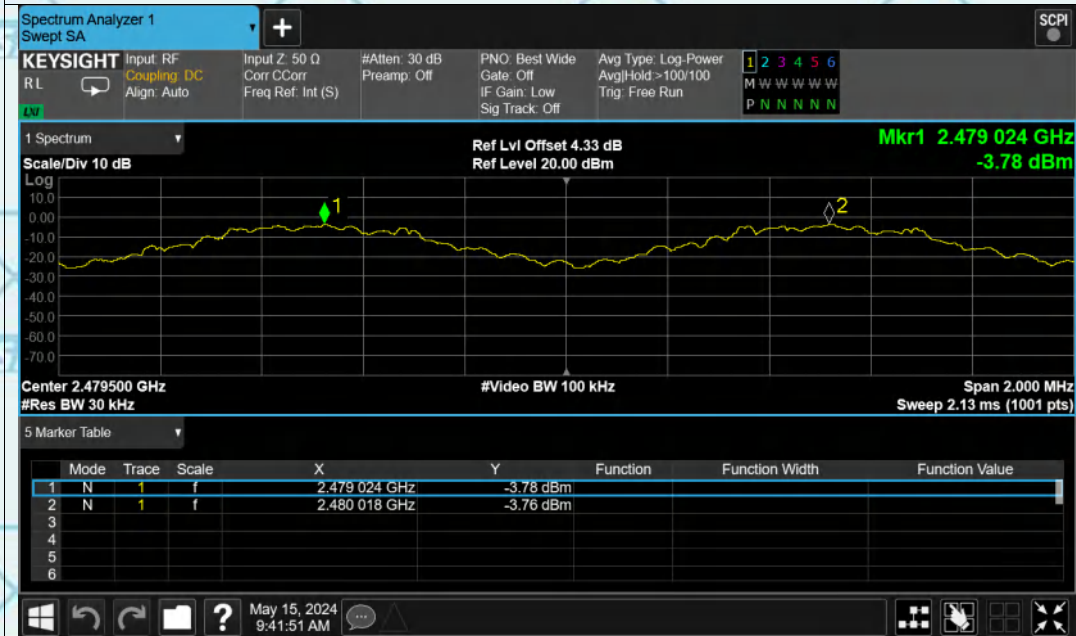 Spectrum Analyzer 1
Swept SA
+
SCPI
KEYSIGHT
R L
LXI
Input: RF
Coupling: DC
Align: Auto
Input Z: 50 Ω
Corr CCorr
Freq Ref: Int (S)
#Atten: 30 dB
Preamp: Off
PNO: Best Wide
Gate: Off
IF Gain: Low
Sig Track: Off
Avg Type: Log-Power
Avg|Hold:>100/100
Trig: Free Run
1 2 3 4 5 6
M W W W W W
P N N N N N
1 Spectrum
Scale/Div 10 dB
Ref Lvl Offset 4.33 dB
Ref Level 20.00 dBm
Mkr1 2.479 024 GHz
-3.78 dBm
Log
10.0
0.00
-10.0
-20.0
-30.0
-40.0
-50.0
-60.0
-70.0
1
2
Center 2.479500 GHz
#Video BW 100 kHz
Span 2.000 MHz
#Res BW 30 kHz
Sweep 2.13 ms (1001 pts)
5 Marker Table
Mode Trace Scale X Y Function Function Width Function Value
1 N 1 f 2.479 024 GHz -3.78 dBm
2 N 1 f 2.480 018 GHz -3.76 dBm
3
4
5
6
?
May 15, 2024
9:41:51 AM